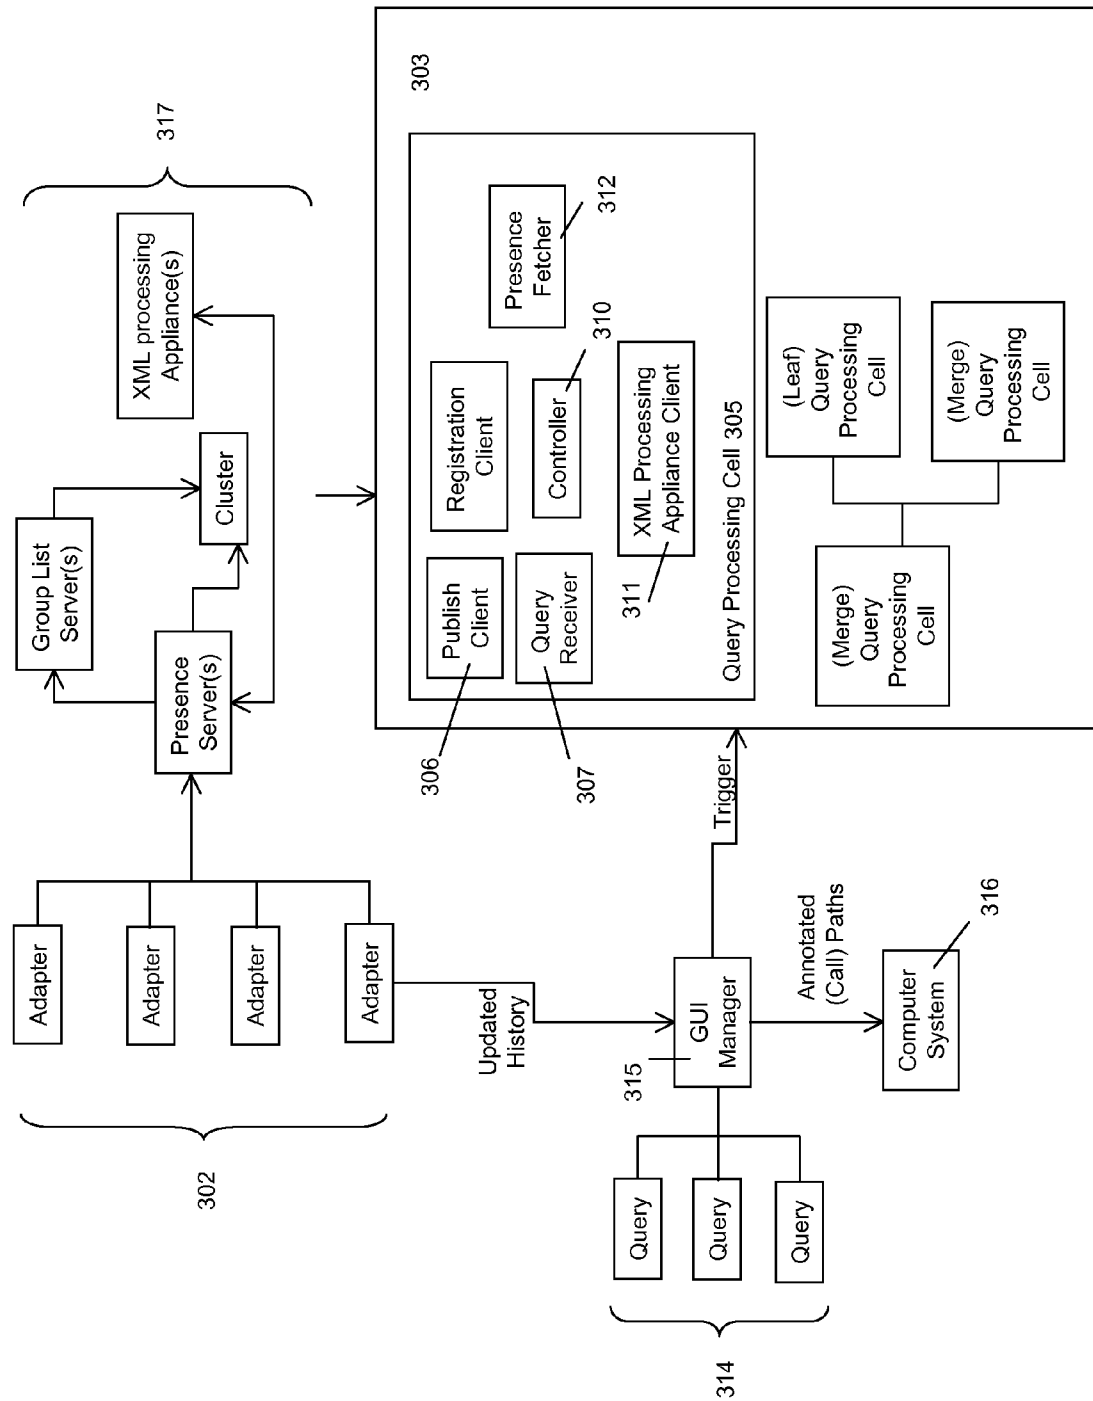 302
Adapter
Adapter
Adapter
Adapter
317
Group List
Server(s)
Presence
Server(s)
Cluster
XML processing
Appliance(s)
Updated
History
314
Query
Query
Query
315
GUI
Manager
Trigger
Annotated
(Call) Paths
Computer
System
316
303
306
Publish
Client
Registration
Client
307
Query
Receiver
Controller
310
Presence
Fetcher
312
311
XML Processing
Appliance Client
Query Processing Cell 305
(Merge)
Query
Processing
Cell
(Leaf)
Query
Processing
Cell
(Merge)
Query
Processing
Cell